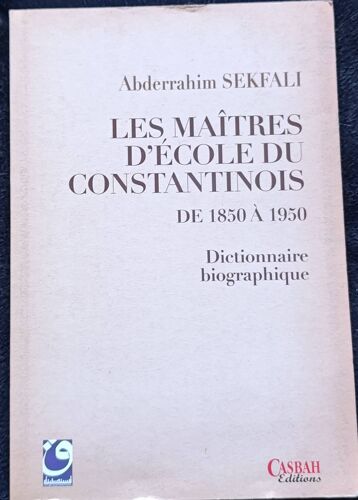 Abderrahim SEKFALI
LES MAÎTRES
D'ÉCOLE DU
CONSTANTINOIS
DE 1850 À 1950
Dictionnaire
biographique
CASBAH
Editions